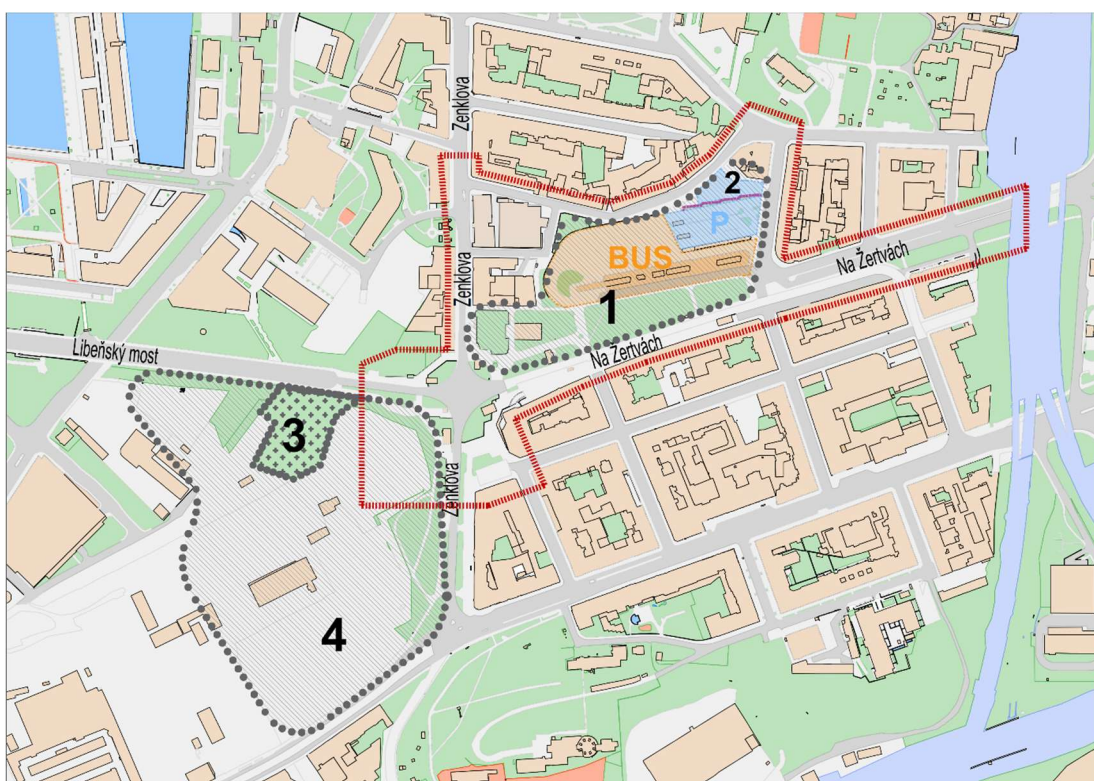 Zenklova
2
P
BUS
Zenklova
Na Žertvách
1
Na Žertvách
Libeňský most
3
Zenklova
4